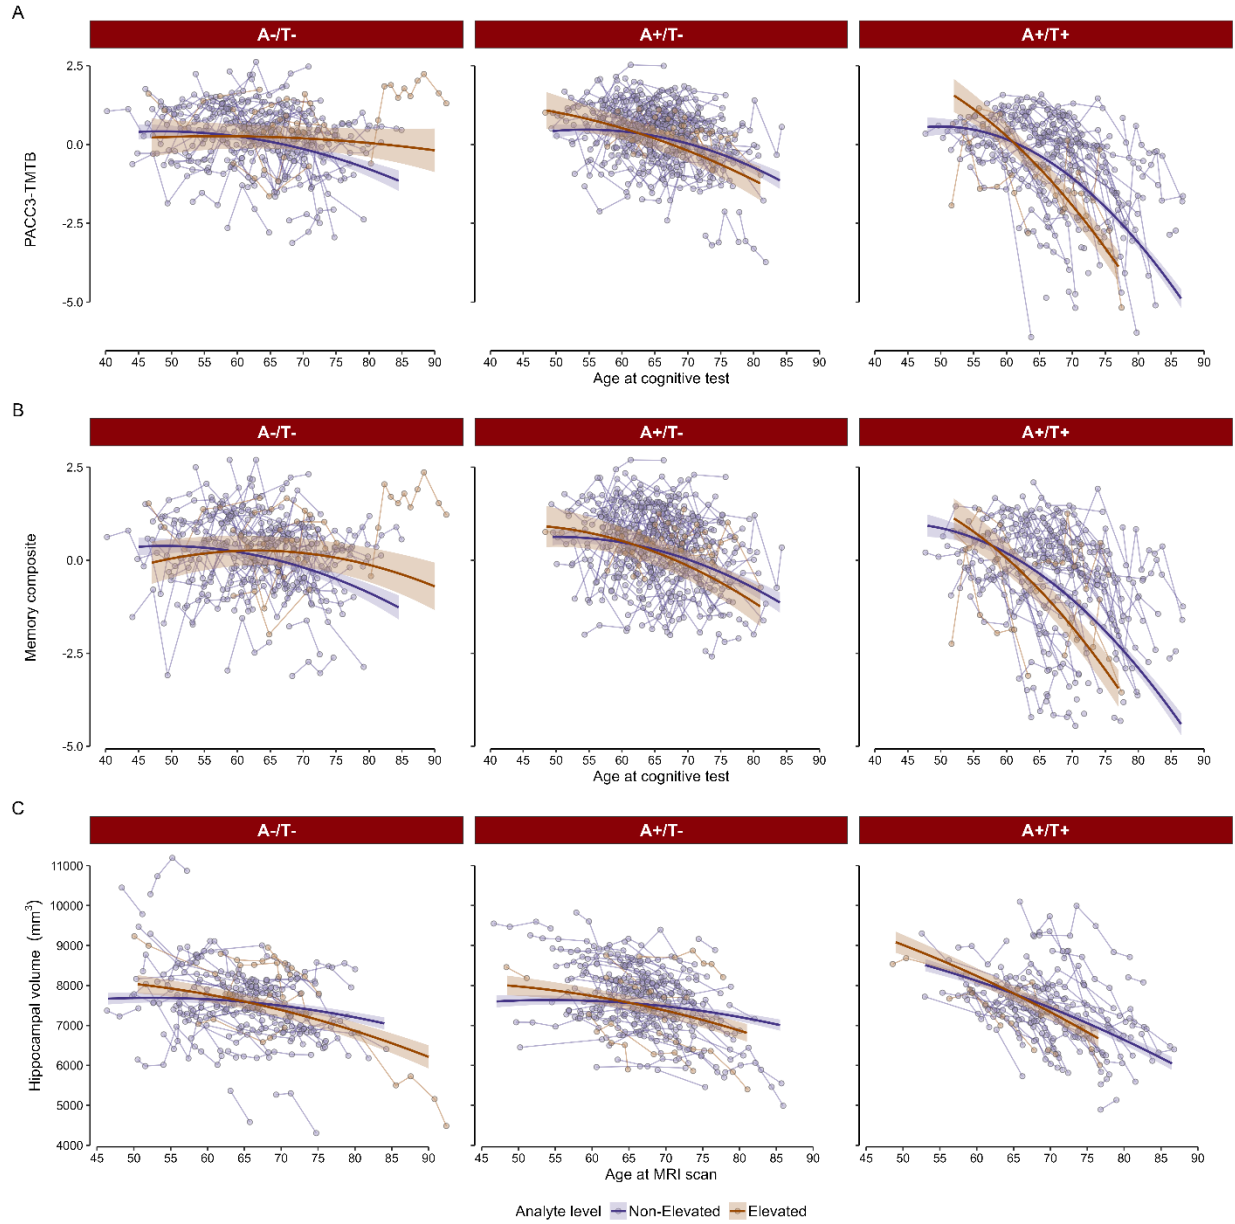 A
A-/T-
A+/T-
A+/T+
PACC3-TMTB
2.5
0.0
-2.5
-5.0
40 45 50 55 60 65 70 75 80 85 90
40 45 50 55 60 65 70 75 80 85 90
40 45 50 55 60 65 70 75 80 85 90
Age at cognitive test
B
A-/T-
A+/T-
A+/T+
Memory composite
2.5
0.0
-2.5
-5.0
40 45 50 55 60 65 70 75 80 85 90
40 45 50 55 60 65 70 75 80 85 90
40 45 50 55 60 65 70 75 80 85 90
Age at cognitive test
C
A-/T-
A+/T-
A+/T+
Hippocampal volume (mm³)
11000
10000
9000
8000
7000
6000
5000
4000
45 50 55 60 65 70 75 80 85 90
45 50 55 60 65 70 75 80 85 90
45 50 55 60 65 70 75 80 85 90
Age at MRI scan
Analyte level Non-Elevated Elevated